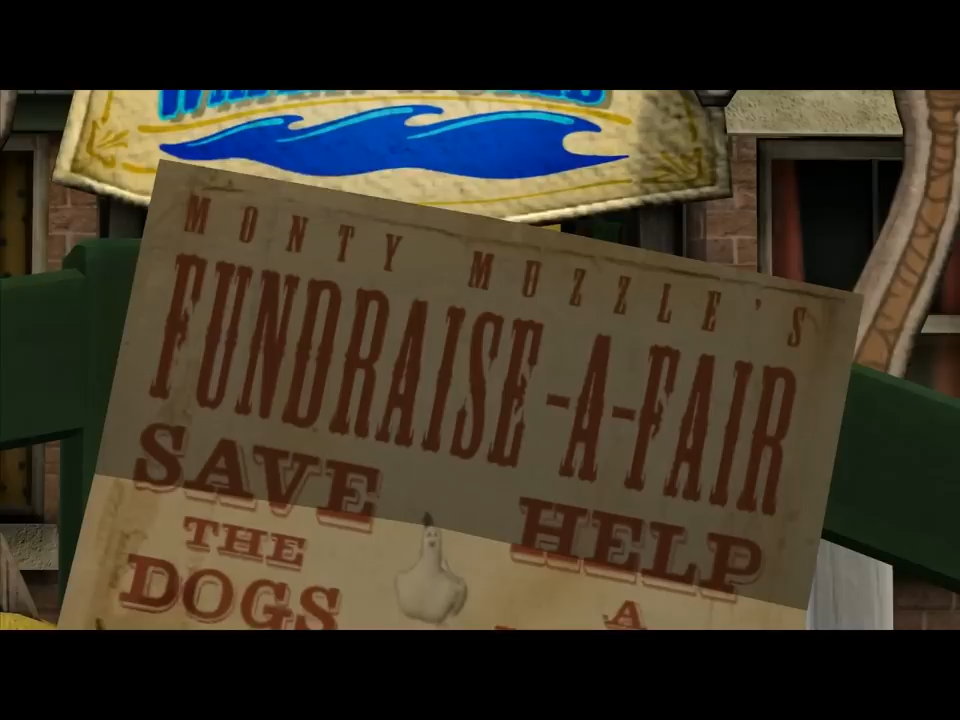 MONTY MUZZLE'S
FUNDRAISE-A-FAIR
SAVE
THE
DOGS
HELP
A